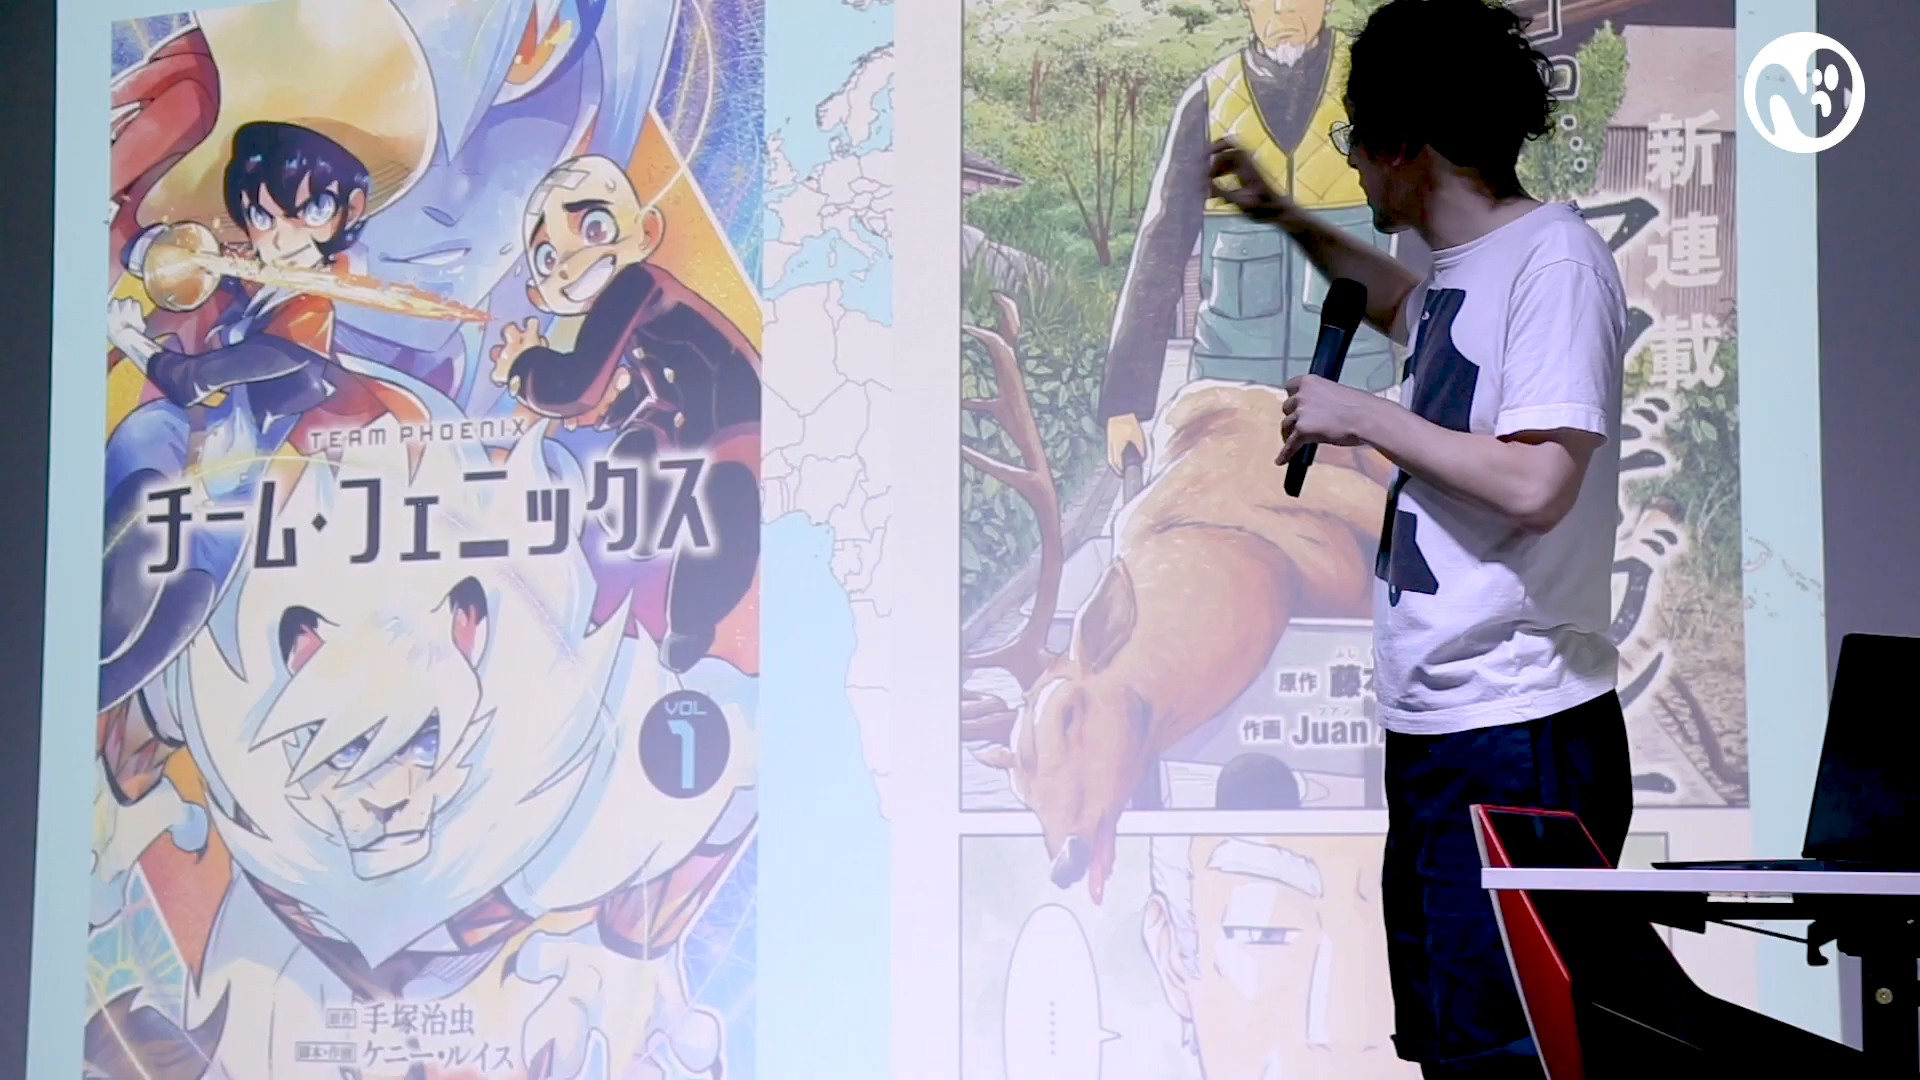 TEAM PHOENIX
チーム・フェニックス
VOL
1
原作 手塚治虫
脚本・作画 ケニー・ルイス
新連載
原作 藤
作画 Juan